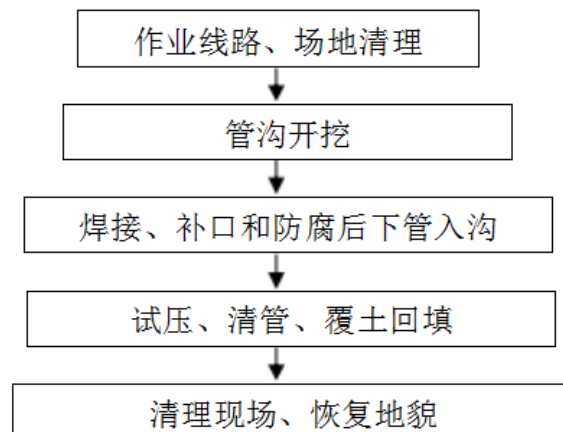 作业线路、场地清理
管沟开挖
焊接、补口和防腐后下管入沟
试压、清管、覆土回填
清理现场、恢复地貌